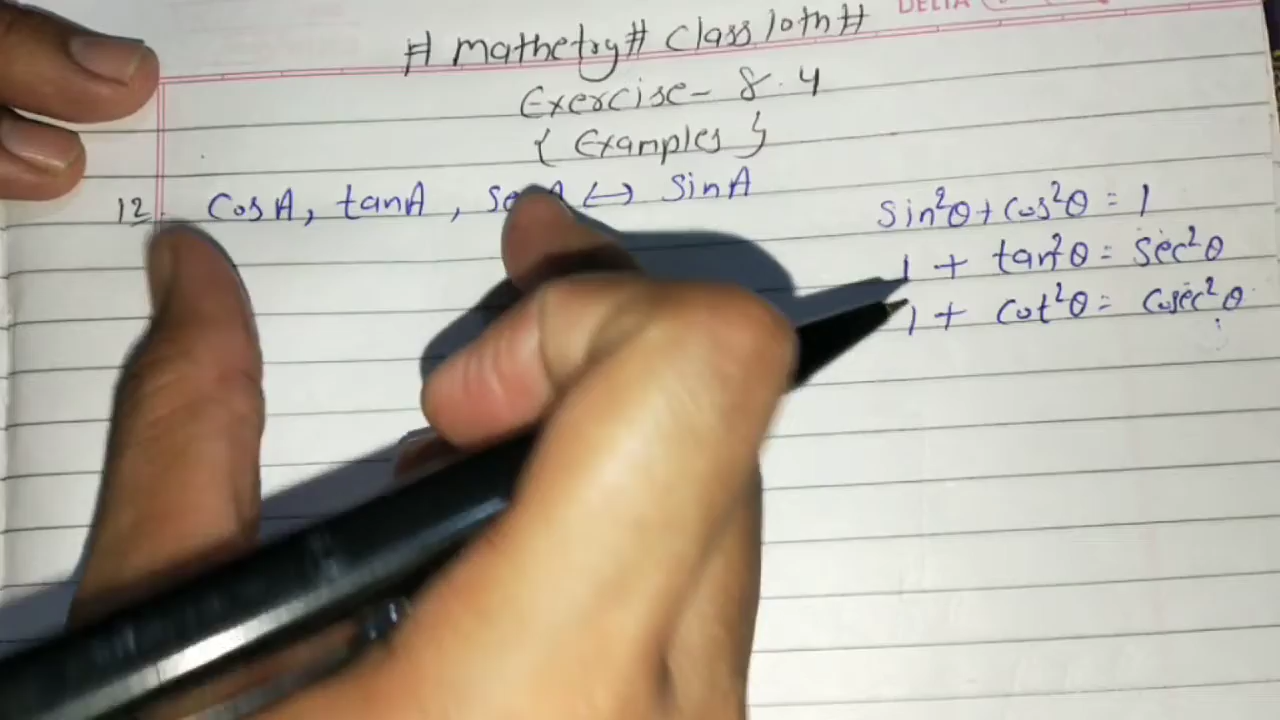 DELTA
# Mathetry # Class 10th #
Exercise - 8.4
{ Examples }
12. Cos A, tan A, ↔ Sin A
Sin²θ + Cos²θ = 1
1 + tan²θ = Sec²θ
1 + Cot²θ = Cosec²θ